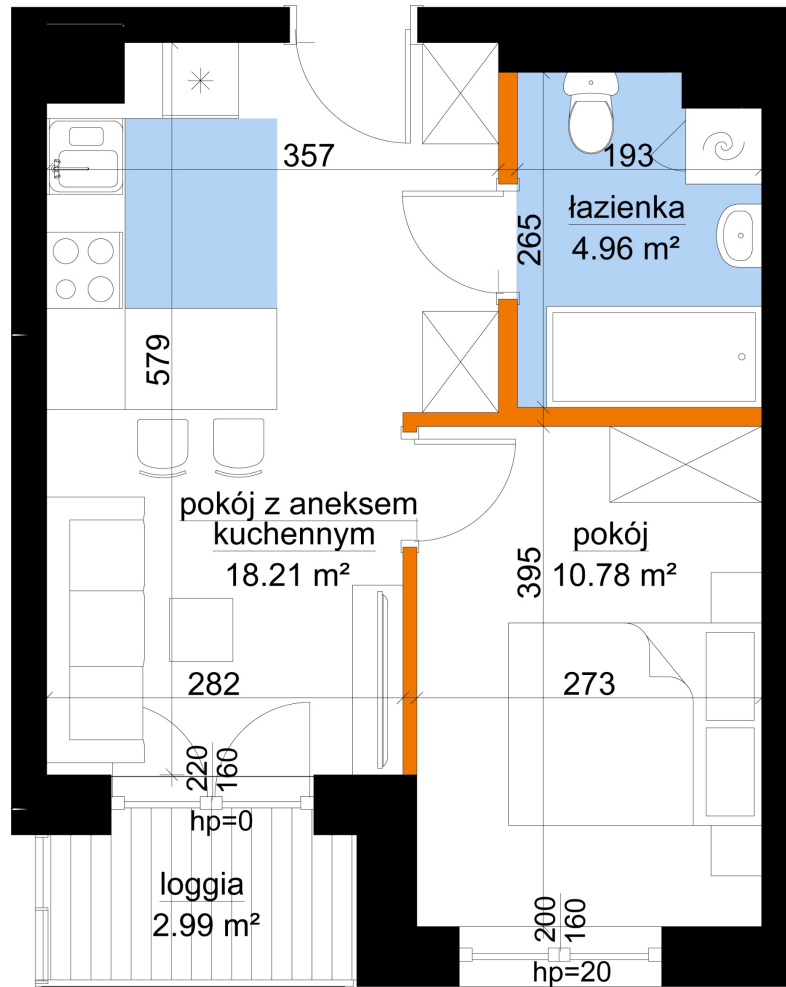 357
193
łazienka
4.96 m²
265
579
pokój z aneksem
kuchennym
18.21 m²
pokój
10.78 m²
395
282
273
220
160
hp=0
loggia
2.99 m²
200
160
hp=20